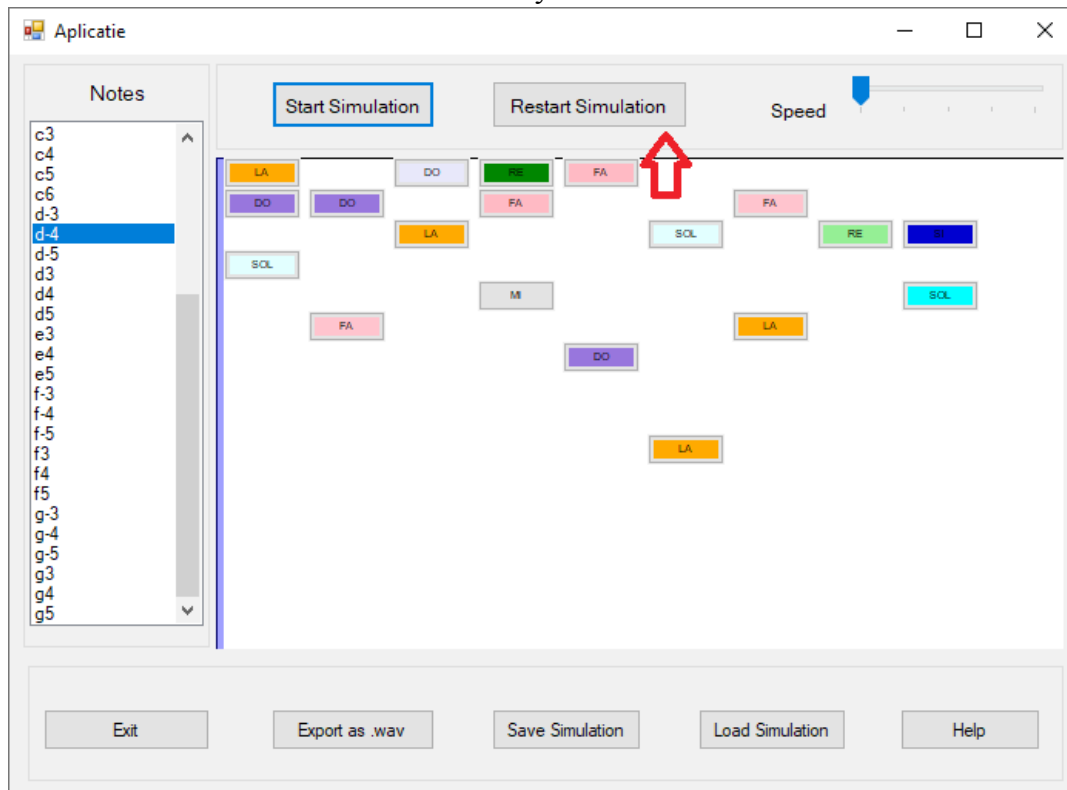 Aplicatie
Notes
Start Simulation
Restart Simulation
Speed
c3
c4
c5
c6
d-3
d-4
d-5
d3
d4
d5
e3
e4
e5
f-3
f-4
f-5
f3
f4
f5
g-3
g-4
g-5
g3
g4
g5
LA DO RE FA
DO DO FA FA
LA SOL RE SI
SOL
MI SOL
FA LA
DO
LA
Exit
Export as .wav
Save Simulation
Load Simulation
Help